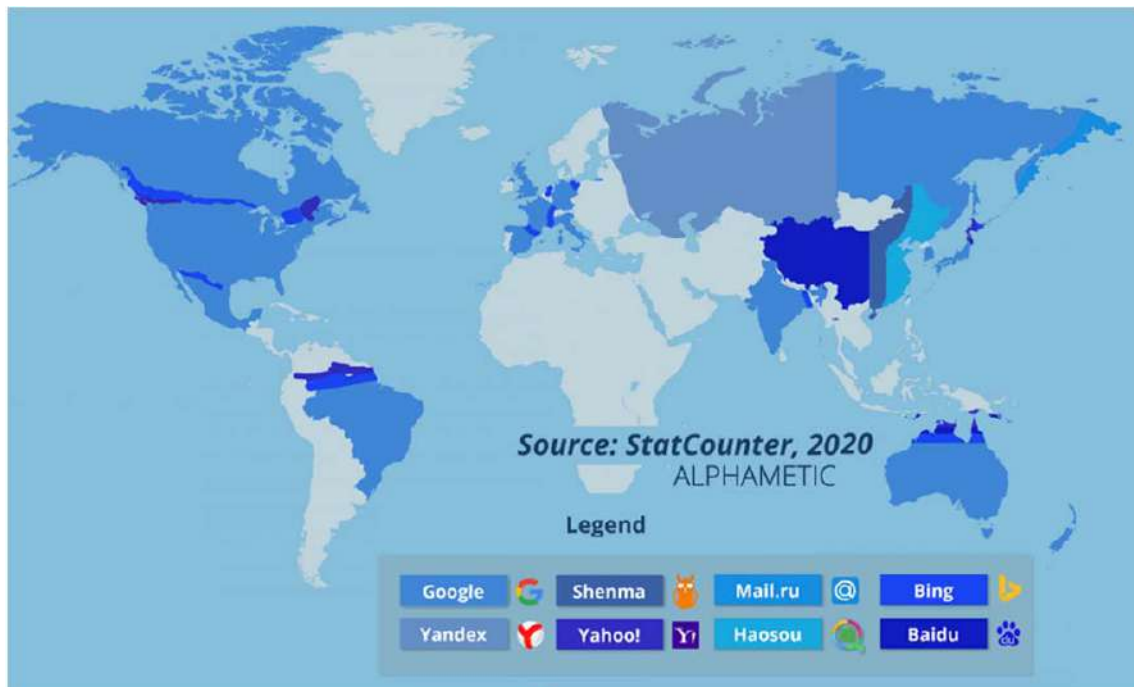 Source: StatCounter, 2020
ALPHAMETIC
Legend
Google Shenma Mail.ru Bing
Yandex Yahoo! Haosou Baidu